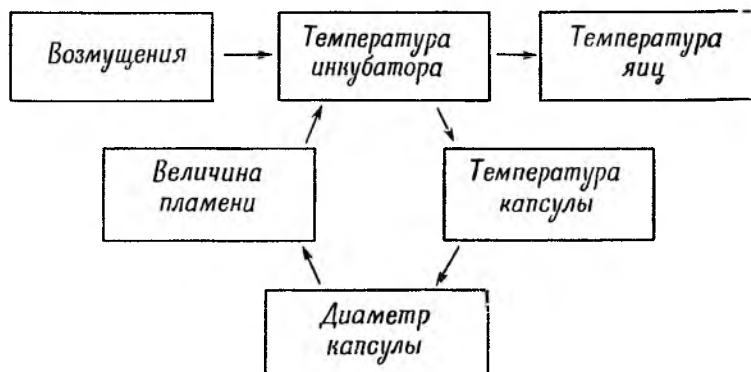 Возмущения
Температура
инкубатора
Температура
яиц
Величина
пламени
Температура
капсулы
Диаметр
капсулы